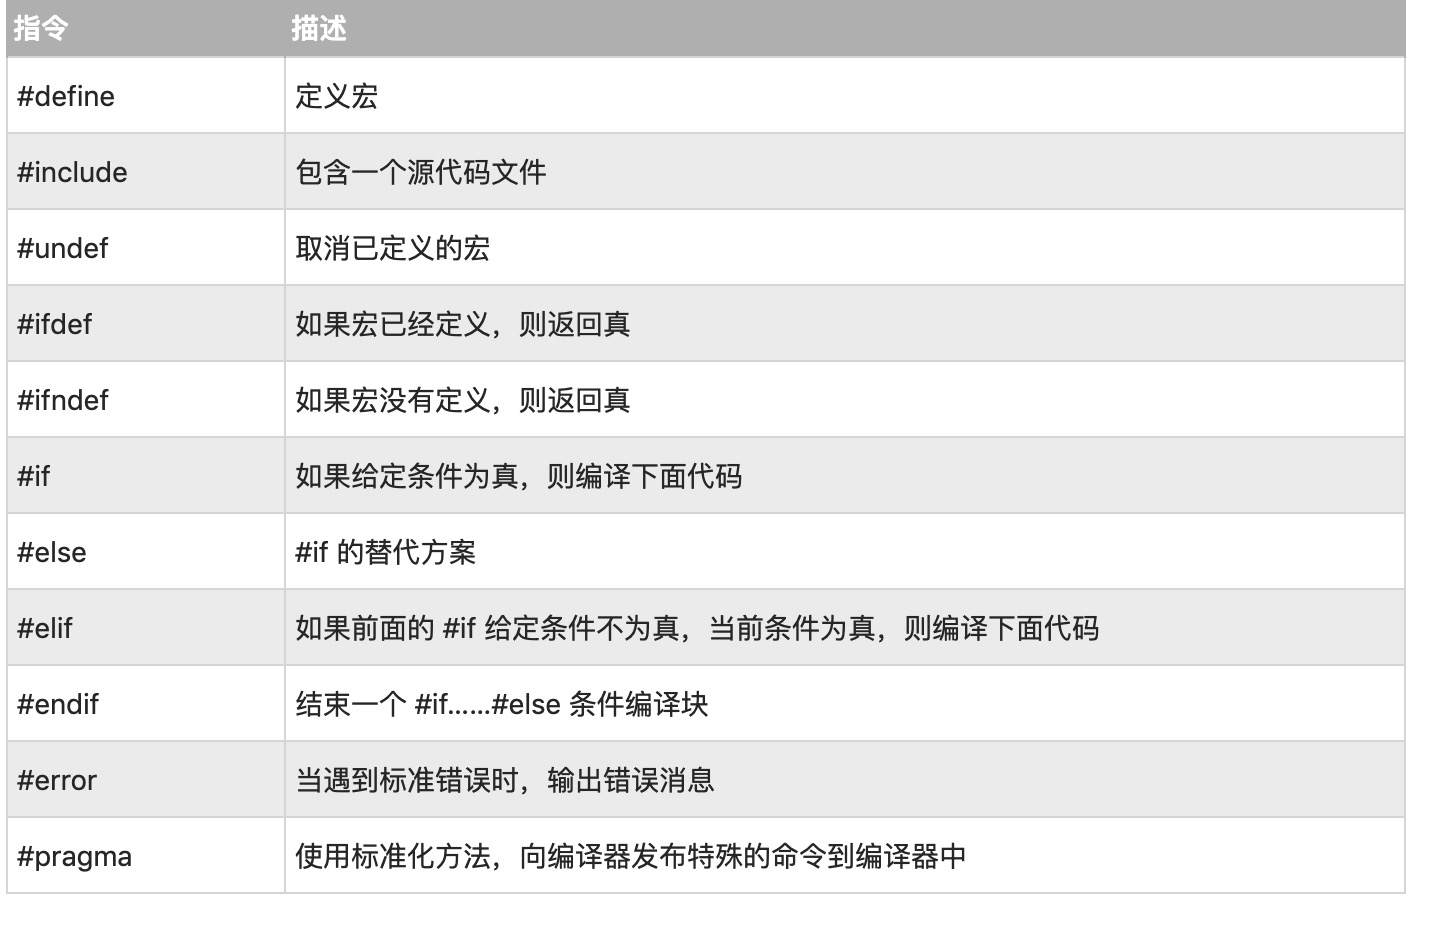 指令 描述
#define 定义宏
#include 包含一个源代码文件
#undef 取消已定义的宏
#ifdef 如果宏已经定义，则返回真
#ifndef 如果宏没有定义，则返回真
#if 如果给定条件为真，则编译下面代码
#else #if 的替代方案
#elif 如果前面的 #if 给定条件不为真，当前条件为真，则编译下面代码
#endif 结束一个 #if……#else 条件编译块
#error 当遇到标准错误时，输出错误消息
#pragma 使用标准化方法，向编译器发布特殊的命令到编译器中